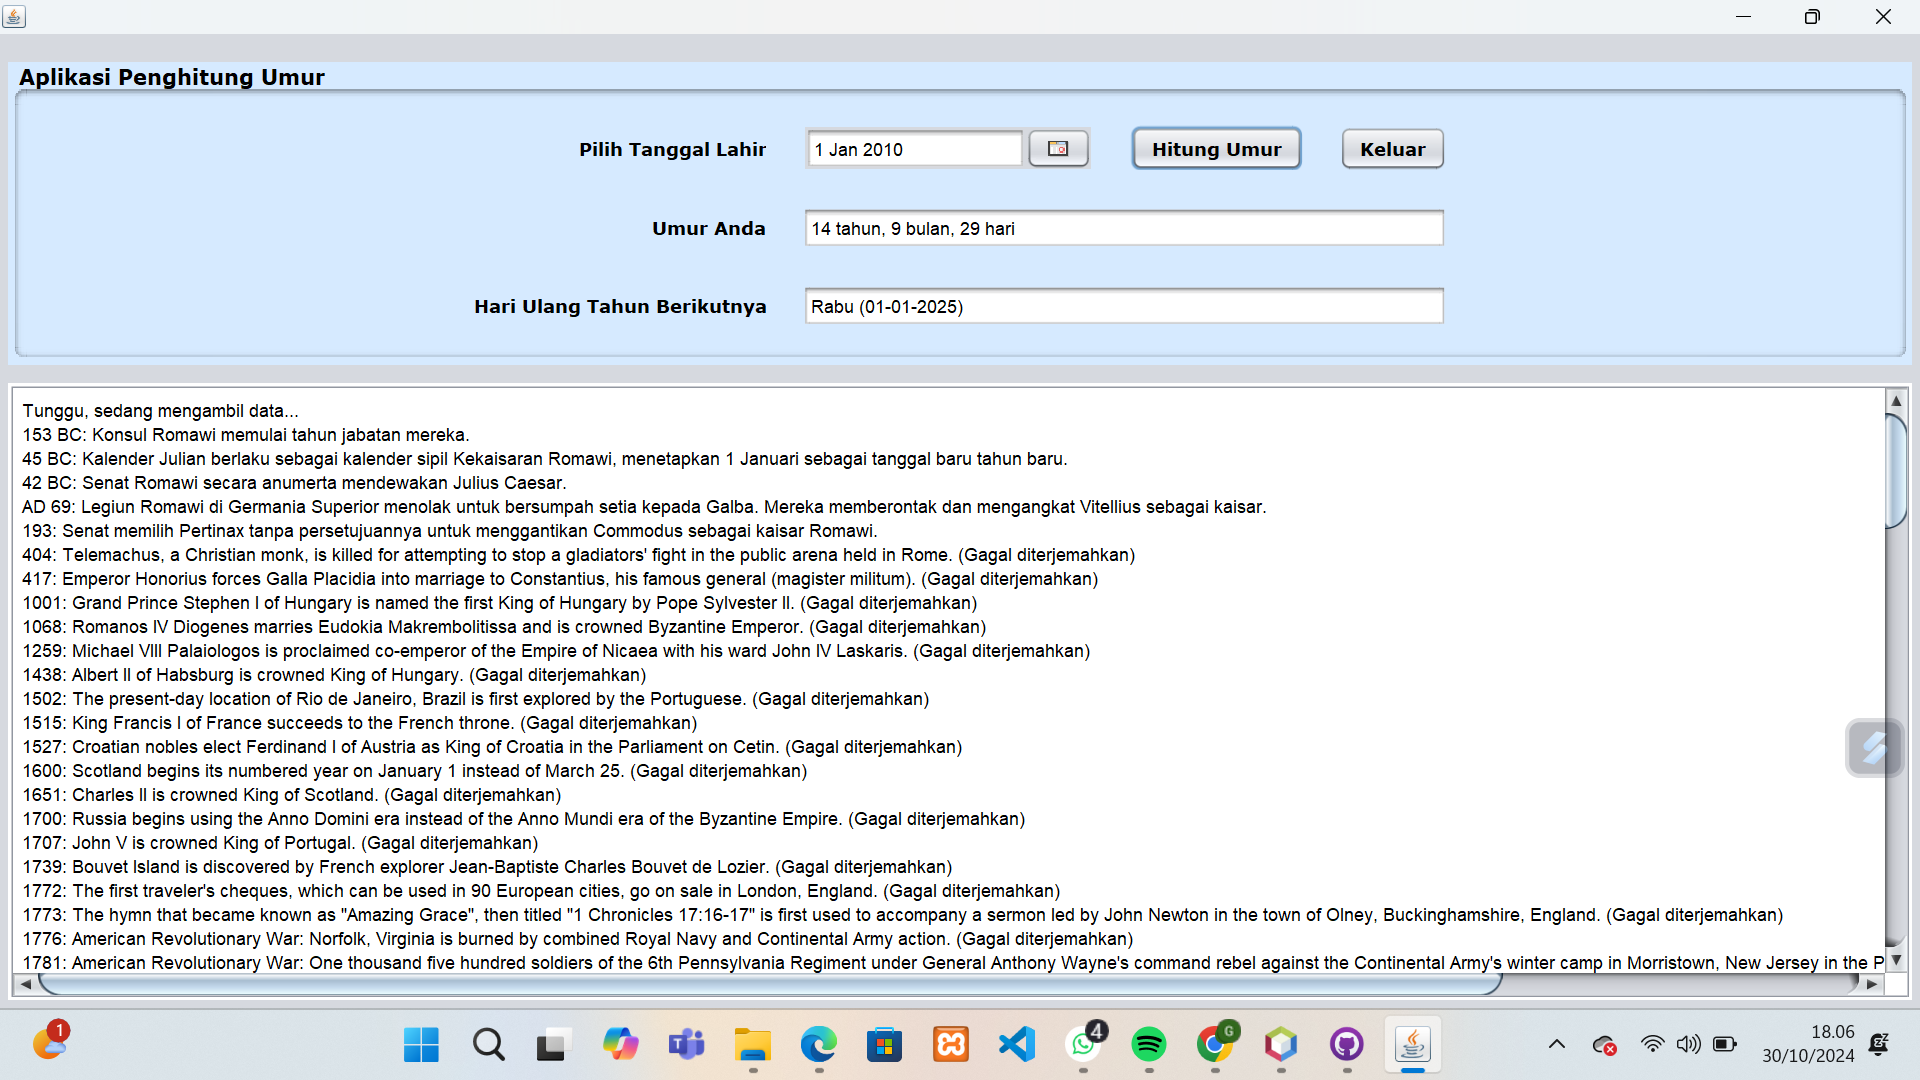 Aplikasi Penghitung Umur
Pilih Tanggal Lahir
1 Jan 2010
Hitung Umur
Keluar
Umur Anda
14 tahun, 9 bulan, 29 hari
Hari Ulang Tahun Berikutnya
Rabu (01-01-2025)
Tunggu, sedang mengambil data...
153 BC: Konsul Romawi memulai tahun jabatan mereka.
45 BC: Kalender Julian berlaku sebagai kalender sipil Kekaisaran Romawi, menetapkan 1 Januari sebagai tanggal baru tahun baru.
42 BC: Senat Romawi secara anumerta mendewakan Julius Caesar.
AD 69: Legiun Romawi di Germania Superior menolak untuk bersumpah setia kepada Galba. Mereka memberontak dan mengangkat Vitellius sebagai kaisar.
193: Senat memilih Pertinax tanpa persetujuannya untuk menggantikan Commodus sebagai kaisar Romawi.
404: Telemachus, a Christian monk, is killed for attempting to stop a gladiators' fight in the public arena held in Rome. (Gagal diterjemahkan)
417: Emperor Honorius forces Galla Placidia into marriage to Constantius, his famous general (magister militum). (Gagal diterjemahkan)
1001: Grand Prince Stephen I of Hungary is named the first King of Hungary by Pope Sylvester II. (Gagal diterjemahkan)
1068: Romanos IV Diogenes marries Eudokia Makrembolitissa and is crowned Byzantine Emperor. (Gagal diterjemahkan)
1259: Michael VIII Palaiologos is proclaimed co-emperor of the Empire of Nicaea with his ward John IV Laskaris. (Gagal diterjemahkan)
1438: Albert II of Habsburg is crowned King of Hungary. (Gagal diterjemahkan)
1502: The present-day location of Rio de Janeiro, Brazil is first explored by the Portuguese. (Gagal diterjemahkan)
1515: King Francis I of France succeeds to the French throne. (Gagal diterjemahkan)
1527: Croatian nobles elect Ferdinand I of Austria as King of Croatia in the Parliament on Cetin. (Gagal diterjemahkan)
1600: Scotland begins its numbered year on January 1 instead of March 25. (Gagal diterjemahkan)
1651: Charles II is crowned King of Scotland. (Gagal diterjemahkan)
1700: Russia begins using the Anno Domini era instead of the Anno Mundi era of the Byzantine Empire. (Gagal diterjemahkan)
1707: John V is crowned King of Portugal. (Gagal diterjemahkan)
1739: Bouvet Island is discovered by French explorer Jean-Baptiste Charles Bouvet de Lozier. (Gagal diterjemahkan)
1772: The first traveler's cheques, which can be used in 90 European cities, go on sale in London, England. (Gagal diterjemahkan)
1773: The hymn that became known as "Amazing Grace", then titled "1 Chronicles 17:16-17" is first used to accompany a sermon led by John Newton in the town of Olney, Buckinghamshire, England. (Gagal diterjemahkan)
1776: American Revolutionary War: Norfolk, Virginia is burned by combined Royal Navy and Continental Army action. (Gagal diterjemahkan)
1781: American Revolutionary War: One thousand five hundred soldiers of the 6th Pennsylvania Regiment under General Anthony Wayne's command rebel against the Continental Army's winter camp in Morristown, New Jersey in the P
1
4
G
18.06
30/10/2024